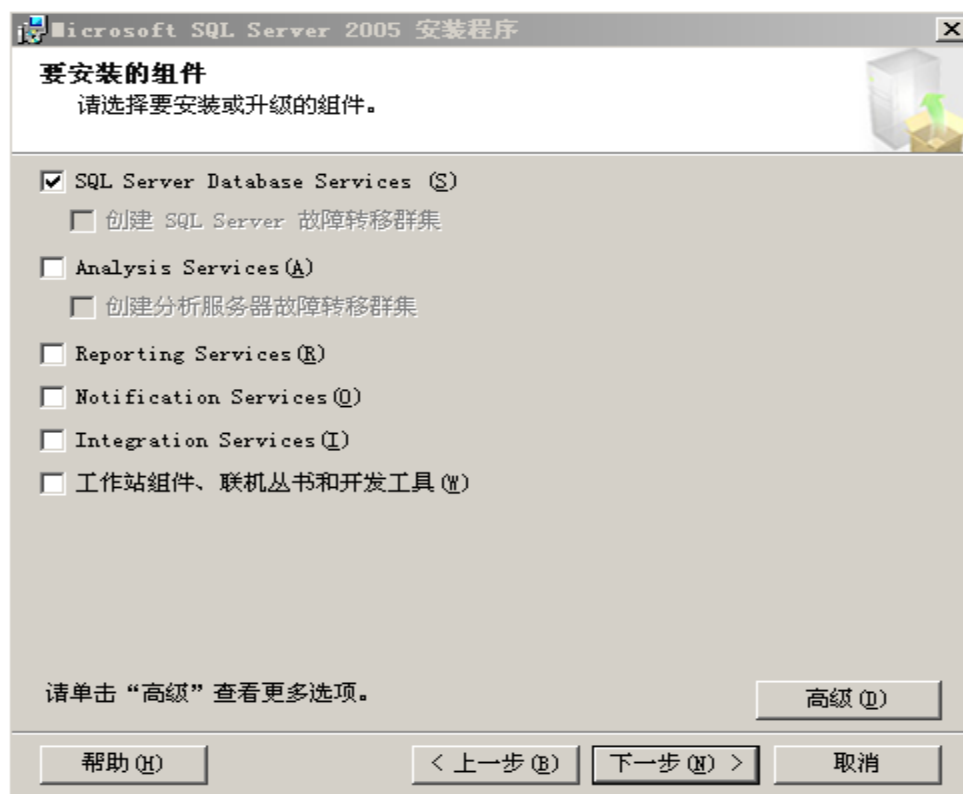 Microsoft SQL Server 2005 安装程序
要安装的组件
请选择要安装或升级的组件。
SQL Server Database Services (S)
创建 SQL Server 故障转移群集
Analysis Services(A)
创建分析服务器故障转移群集
Reporting Services(R)
Notification Services(O)
Integration Services(I)
工作站组件、联机丛书和开发工具(W)
请单击“高级”查看更多选项。
高级(D)
帮助(H)
< 上一步(B)
下一步(N) >
取消